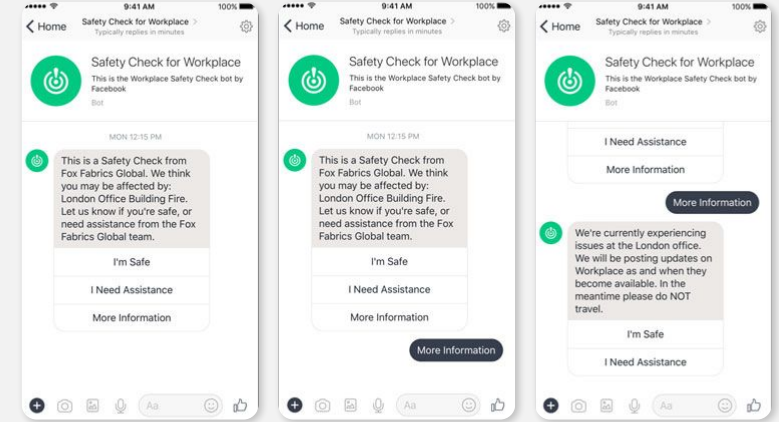 9:41 AM
100%
Home
Safety Check for Workplace
Typically replies in minutes
Safety Check for Workplace
This is the Workplace Safety Check bot by
Facebook
Bot
MON 12:15 PM
This is a Safety Check from
Fox Fabrics Global. We think
you may be affected by:
London Office Building Fire.
Let us know if you're safe, or
need assistance from the Fox
Fabrics Global team.
I'm Safe
I Need Assistance
More Information
Aa
9:41 AM
100%
Home
Safety Check for Workplace
Typically replies in minutes
Safety Check for Workplace
This is the Workplace Safety Check bot by
Facebook
Bot
MON 12:15 PM
This is a Safety Check from
Fox Fabrics Global. We think
you may be affected by:
London Office Building Fire.
Let us know if you're safe, or
need assistance from the Fox
Fabrics Global team.
I'm Safe
I Need Assistance
More Information
More Information
Aa
9:41 AM
100%
Home
Safety Check for Workplace
Typically replies in minutes
Safety Check for Workplace
This is the Workplace Safety Check bot by
Facebook
Bot
I Need Assistance
More Information
More Information
We're currently experiencing
issues at the London office.
We will be posting updates on
Workplace as and when they
become available. In the
meantime please do NOT
travel.
I'm Safe
I Need Assistance
Aa